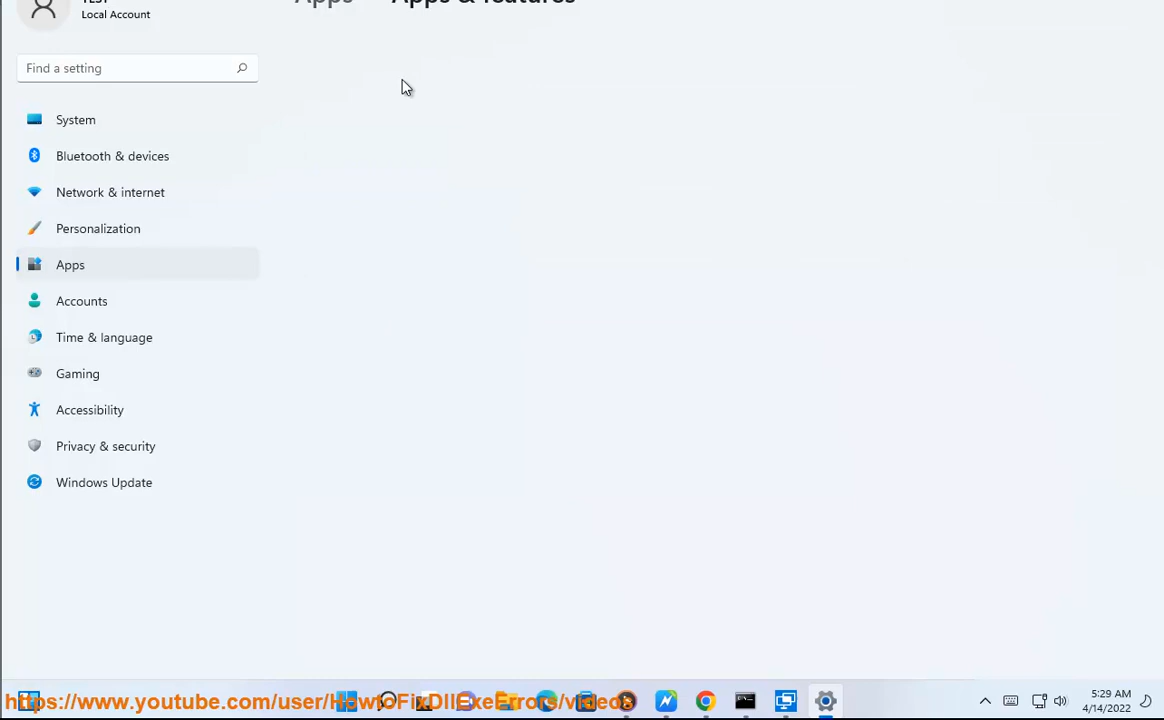 TEST
Local Account
Apps
Apps & features
Find a setting
System
Bluetooth & devices
Network & internet
Personalization
Apps
Accounts
Time & language
Gaming
Accessibility
Privacy & security
Windows Update
https://www.youtube.com/user/HowtoFixDllExeErrors/videos
5:29 AM
4/14/2022